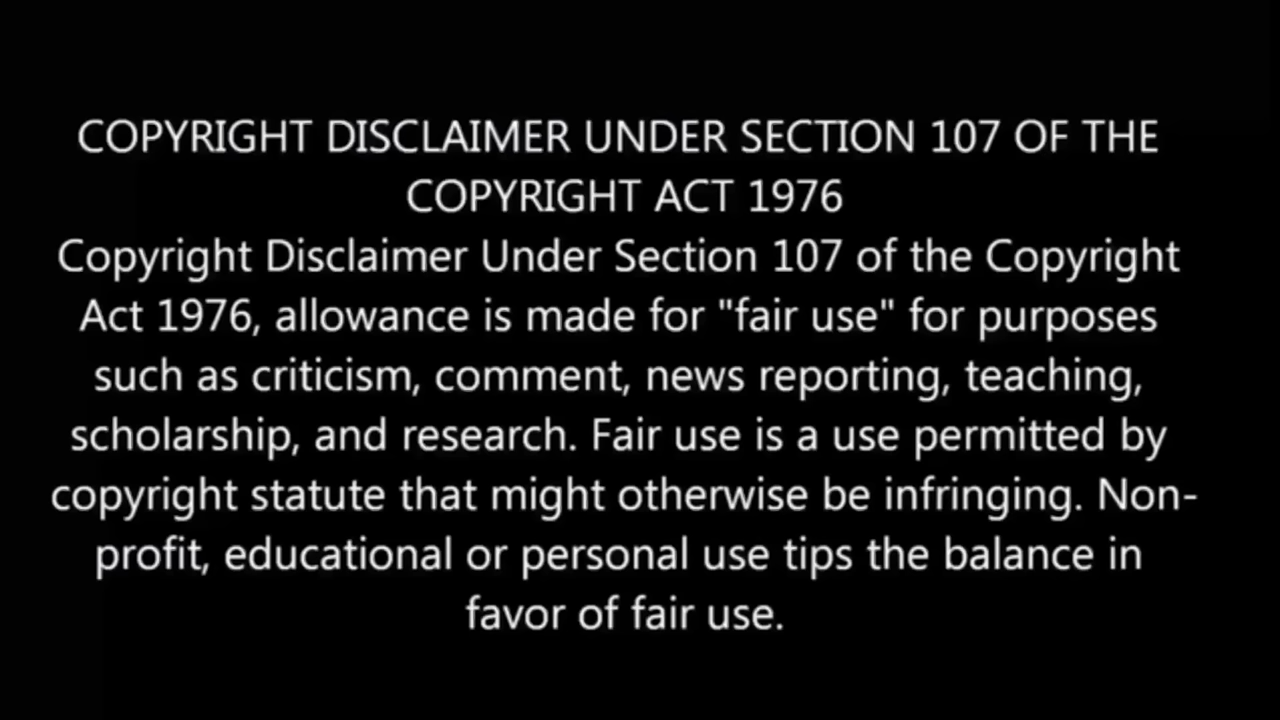 COPYRIGHT DISCLAIMER UNDER SECTION 107 OF THE
COPYRIGHT ACT 1976
Copyright Disclaimer Under Section 107 of the Copyright
Act 1976, allowance is made for "fair use" for purposes
such as criticism, comment, news reporting, teaching,
scholarship, and research. Fair use is a use permitted by
copyright statute that might otherwise be infringing. Non-
profit, educational or personal use tips the balance in
favor of fair use.